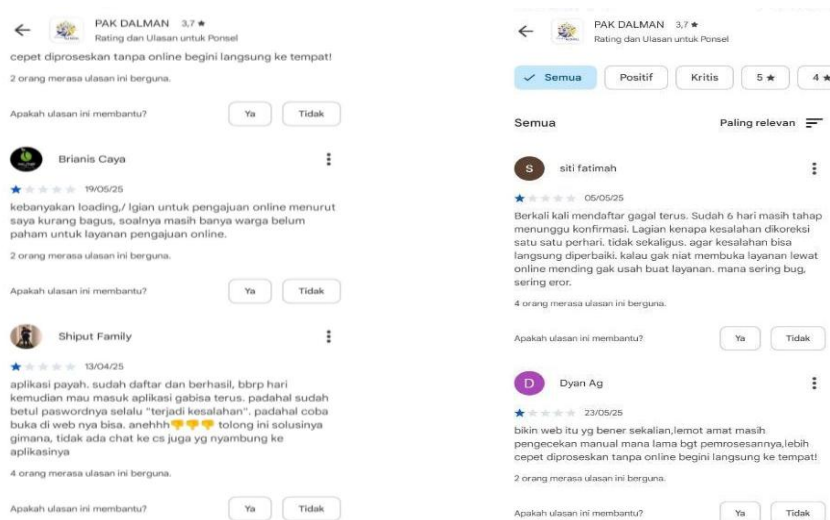 PAK DALMAN 3,7 ★
Rating dan Ulasan untuk Ponsel
cepet diproseskan tanpa online begini langsung ke tempat!
2 orang merasa ulasan ini berguna.
Apakah ulasan ini membantu?
Ya
Tidak
Brianis Caya
19/05/25
kebanyakan loading,/ lgian untuk pengajuan online menurut
saya kurang bagus, soalnya masih banya warga belum
paham untuk layanan pengajuan online.
2 orang merasa ulasan ini berguna.
Apakah ulasan ini membantu?
Ya
Tidak
Shiput Family
13/04/25
aplikasi payah. sudah daftar dan berhasil, bbrp hari
kemudian mau masuk aplikasi gabisa terus. padahal sudah
betul paswordnya selalu "terjadi kesalahan". padahal coba
buka di web nya bisa. anehhh👎👎👎 tolong ini solusinya
gimana, tidak ada chat ke cs juga yg nyambung ke
aplikasinya
4 orang merasa ulasan ini berguna.
Apakah ulasan ini membantu?
Ya
Tidak
PAK DALMAN 3,7 ★
Rating dan Ulasan untuk Ponsel
Semua
Positif
Kritis
5 ★
4 ★
Semua
Paling relevan
S
siti fatimah
05/05/25
Berkali kali mendaftar gagal terus. Sudah 6 hari masih tahap
menunggu konfirmasi. Lagian kenapa kesalahan dikoreksi
satu satu perhari. tidak sekaligus. agar kesalahan bisa
langsung diperbaiki. kalau gak niat membuka layanan lewat
online mending gak usah buat layanan. mana sering bug,
sering eror.
4 orang merasa ulasan ini berguna.
Apakah ulasan ini membantu?
Ya
Tidak
D
Dyan Ag
23/05/25
bikin web itu yg bener sekalian,lemot amat masih
pengecekan manual mana lama bgt pemrosesannya,lebih
cepet diproseskan tanpa online begini langsung ke tempat!
2 orang merasa ulasan ini berguna.
Apakah ulasan ini membantu?
Ya
Tidak